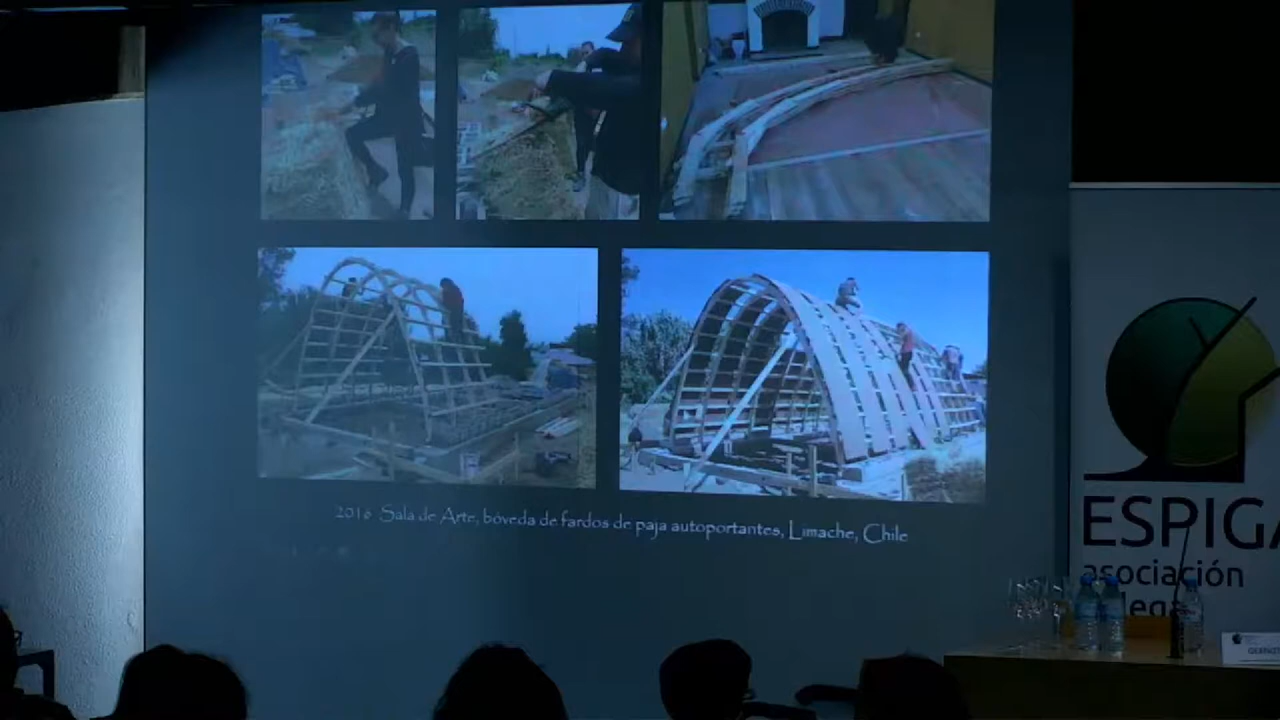 2016 Sala de Arte, bóveda de fardos de paja autoportantes, Limache, Chile
ESPIGA
asociación